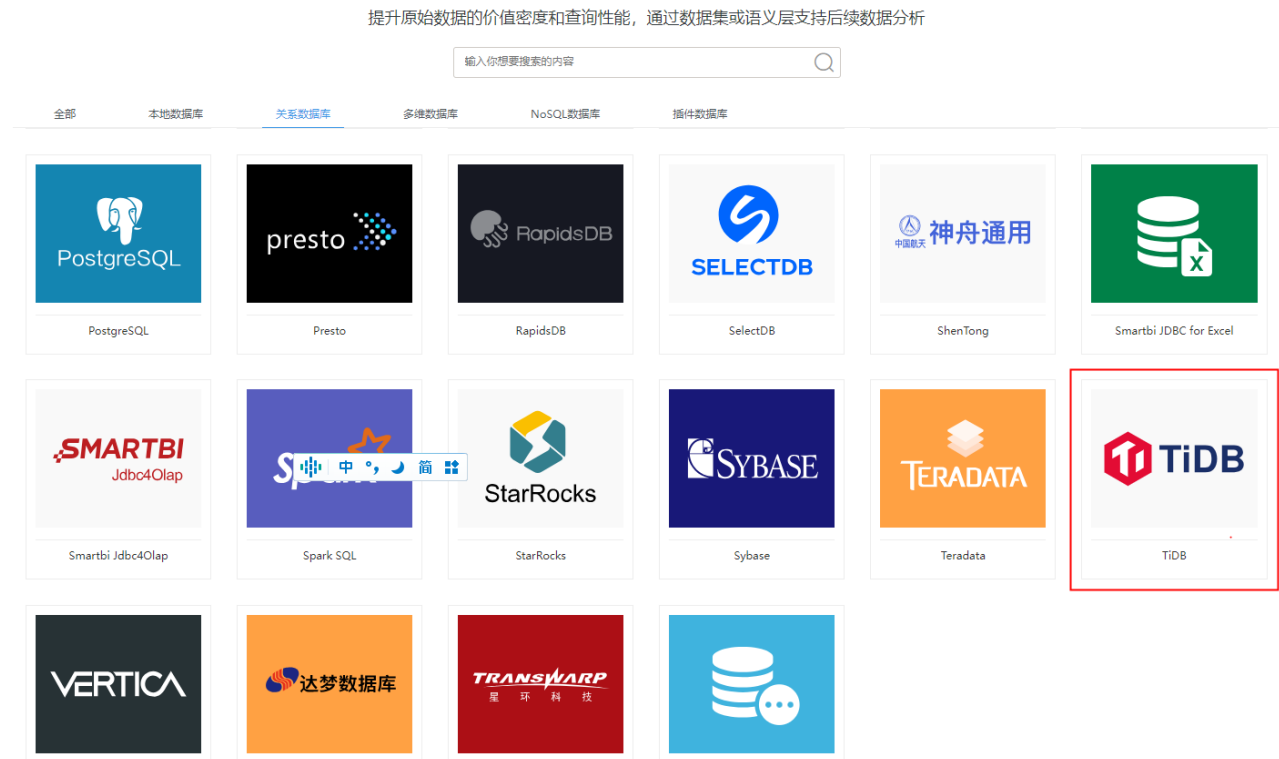 提升原始数据的价值密度和查询性能，通过数据集或语义层支持后续数据分析
输入你想要搜索的内容
全部 本地数据库 关系数据库 多维数据库 NoSQL数据库 插件数据库
PostgreSQL
presto
RapidsDB
SELECTDB
中国航天 神舟通用
X
PostgreSQL
Presto
RapidsDB
SelectDB
ShenTong
Smartbi JDBC for Excel
SMARTBI
Jdbc4Olap
中 °, 简
StarRocks
SYBASE
TERADATA
TiDB
Smartbi Jdbc4Olap
Spark SQL
StarRocks
Sybase
Teradata
TiDB
VERTICA
达梦数据库
TRANSWARP
星环科技